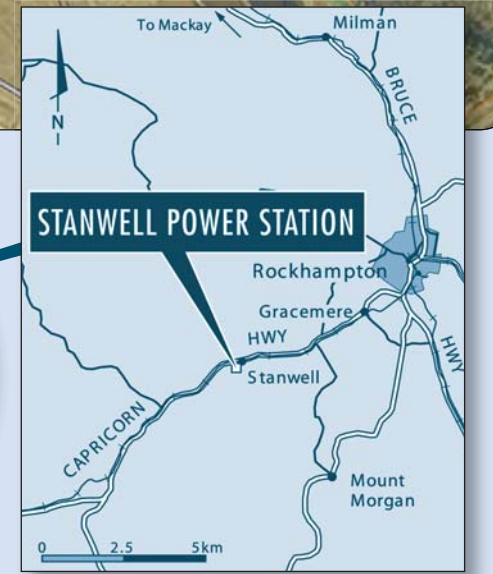 To Mackay
Milman
BRUCE
N
STANWELL POWER STATION
Rockhampton
Gracemere
HWY
HWY
Stanwell
CAPRICORN
Mount
Morgan
0 2.5 5km